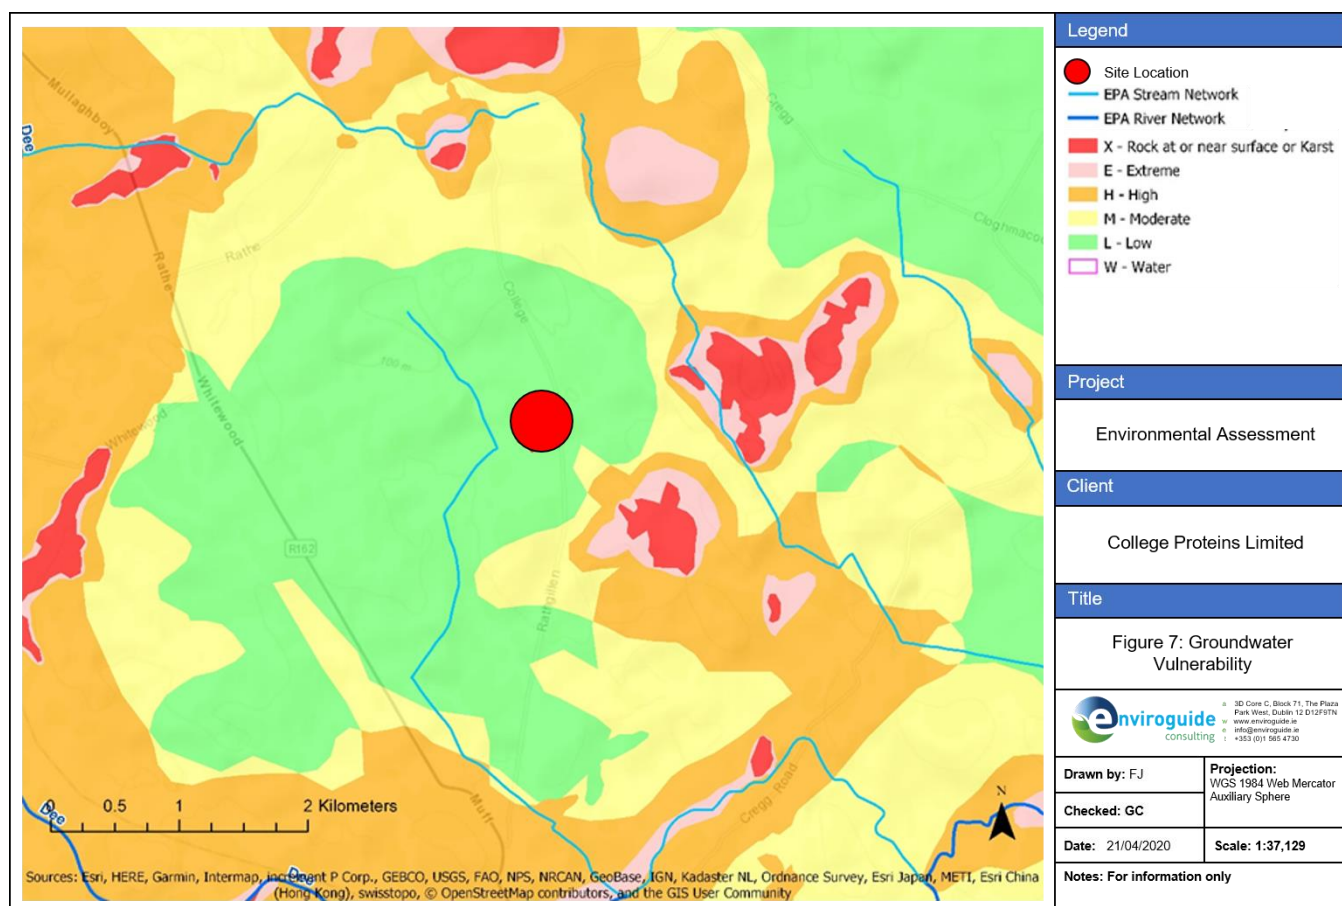 Mullaghboy
Dee
Cregg
Cloghmacou
Rathe
Rathe
College
100 m
Whitewood
Whitewood
R162
Rathgillen
Cregg Road
Muff
Dee
Dee
0 0.5 1 2 Kilometers
N
Sources: Esri, HERE, Garmin, Intermap, increment P Corp., GEBCO, USGS, FAO, NPS, NRCAN, GeoBase, IGN, Kadaster NL, Ordnance Survey, Esri Japan, METI, Esri China
(Hong Kong), swisstopo, © OpenStreetMap contributors, and the GIS User Community
Legend
Site Location
EPA Stream Network
EPA River Network
X - Rock at or near surface or Karst
E - Extreme
H - High
M - Moderate
L - Low
W - Water
Project
Environmental Assessment
Client
College Proteins Limited
Title
Figure 7: Groundwater
Vulnerability
enviroguide
consulting
a 3D Core C, Block 71, The Plaza
Park West, Dublin 12 D12F9TN
w www.enviroguide.ie
e info@enviroguide.ie
t +353 (0)1 565 4730
Drawn by: FJ
Checked: GC
Projection:
WGS 1984 Web Mercator
Auxiliary Sphere
Date: 21/04/2020
Scale: 1:37,129
Notes: For information only